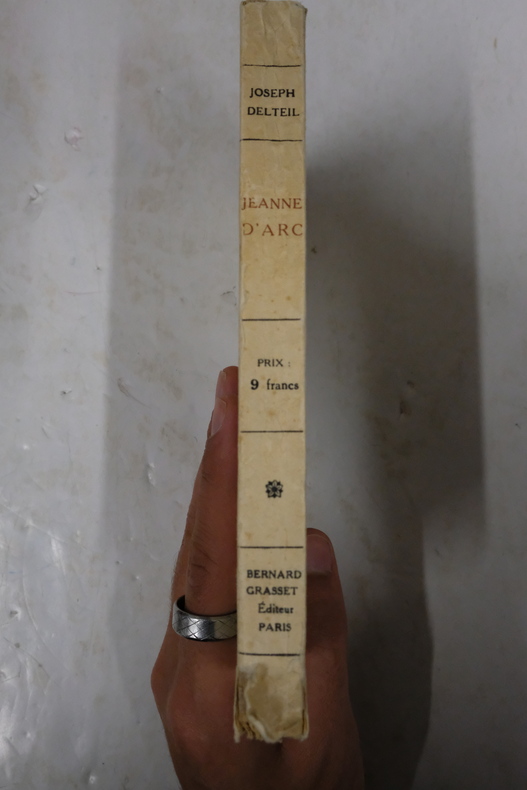 JOSEPH
DELTEIL
JEANNE
D'ARC
PRIX :
9 francs
BERNARD
GRASSET
Éditeur
PARIS